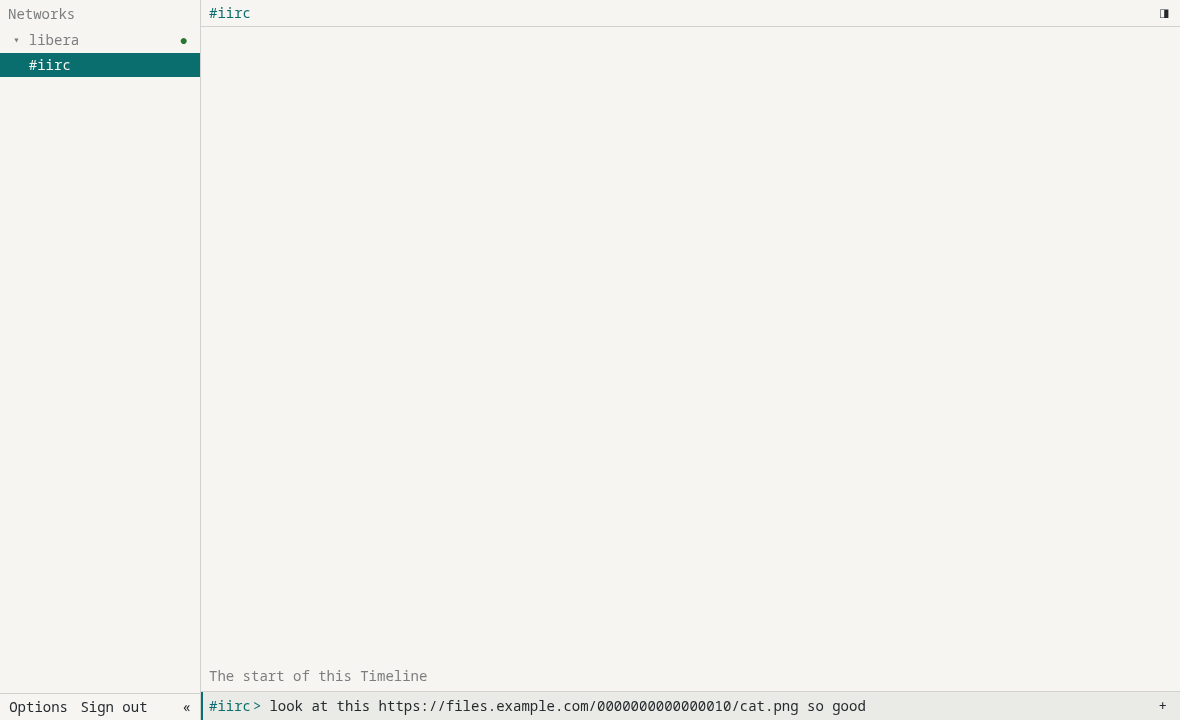 Networks
▾ libera ●
#iirc
#iirc
The start of this Timeline
Options Sign out «
#iirc> look at this https://files.example.com/0000000000000010/cat.png so good +